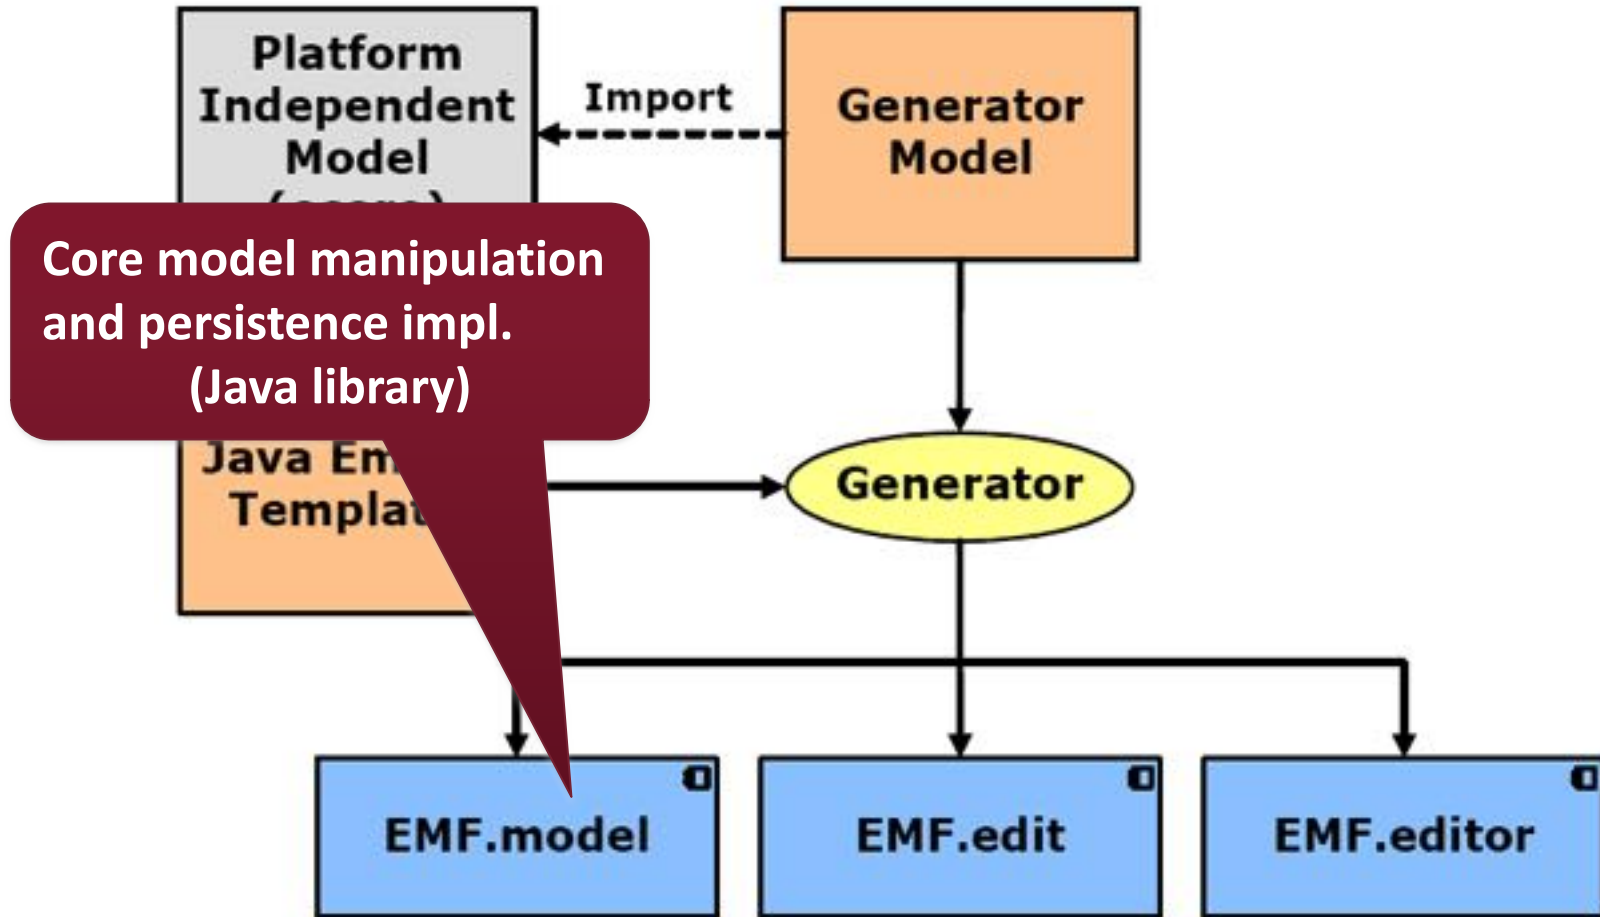 Platform
Independent
Model
Import
Generator
Model
Core model manipulation
and persistence impl.
(Java library)
Java Em
Templat
Generator
EMF.model
EMF.edit
EMF.editor